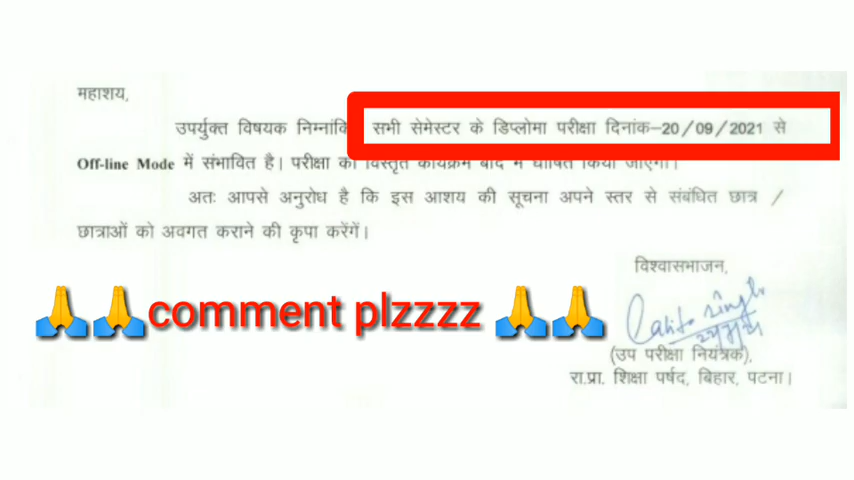 महाशय,
उपर्युक्त विषयक निम्नांकि सभी सेमेस्टर के डिप्लोमा परीक्षा दिनांक–20/09/2021 से
Off-line Mode में संभावित है। परीक्षा का विस्तृत कार्यक्रम बाद में घोषित किया जाएगा।
अतः आपसे अनुरोध है कि इस आशय की सूचना अपने स्तर से संबंधित छात्र /
छात्राओं को अवगत कराने की कृपा करेंगें।
विश्वासभाजन,
🙏🙏comment plzzzz 🙏🙏
(उप परीक्षा नियंत्रक),
रा.प्रा. शिक्षा पर्षद, बिहार, पटना।